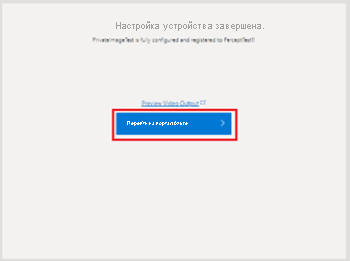 Настройка устройства завершена.
PrivateImageTest is fully configured and registered to PerceptTest!!
Preview Video Output
Перейти на портал Azure